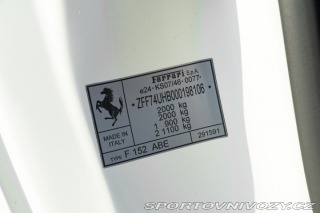 Ferrari S.p.A.
e24-KS07/46-0077-
*ZFF74UHB000198106*
2000 kg
2000 kg
1 900 kg
2 1100 kg
MADE IN
ITALY
291591
TYPE F 152 ABE
WWW.SPORTOVNIVOZY.CZ